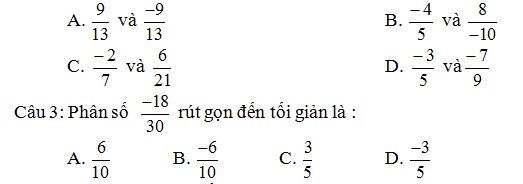 A. 9/13 và -9/13 B. -4/5 và 8/-10
C. -2/7 và 6/21 D. -3/5 và -7/9
Câu 3: Phân số -18/30 rút gọn đến tối giản là :
A. 6/10 B. -6/10 C. 3/5 D. -3/5